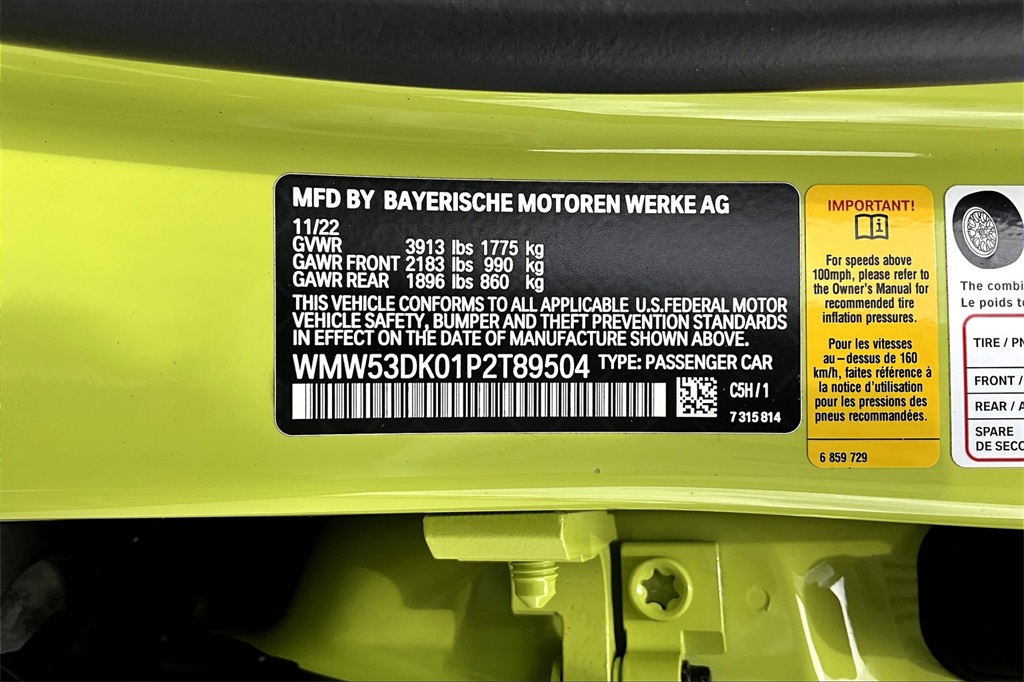 MFD BY BAYERISCHE MOTOREN WERKE AG
11/22
GVWR 3913 lbs 1775 kg
GAWR FRONT 2183 lbs 990 kg
GAWR REAR 1896 lbs 860 kg
THIS VEHICLE CONFORMS TO ALL APPLICABLE U.S.FEDERAL MOTOR
VEHICLE SAFETY, BUMPER AND THEFT PREVENTION STANDARDS
IN EFFECT ON THE DATE OF MANUFACTURE SHOWN ABOVE.
WMW53DK01P2T89504 TYPE: PASSENGER CAR
C5H/1
7 315 814
IMPORTANT!
For speeds above
100mph, please refer to
the Owner's Manual for
recommended tire
inflation pressures.
Pour les vitesses
au-dessus de 160
km/h, faites référence à
la notice d'utilisation
pour les pressions des
pneus recommandées.
6 859 729
The combi
Le poids t
TIRE / PN
FRONT /
REAR / A
SPARE
DE SECO